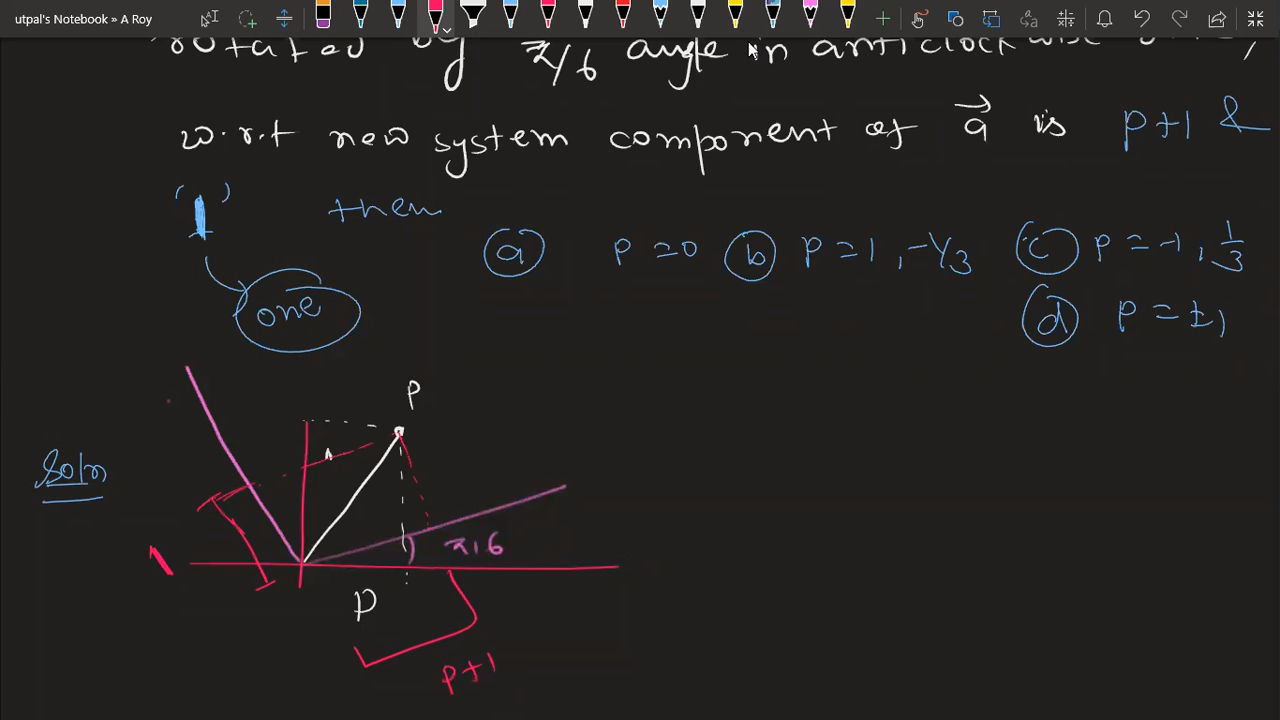 utpal's Notebook » A Roy
rotated by π/6 angle in anticlockwise
w.r.t new system component of a⃗ is p+1 &
'1' then
(a) p = 0 (b) p = 1, -1/3 (c) p = -1, 1/3
one
(d) p = ±1
p
Soln
π/6
p
p+1